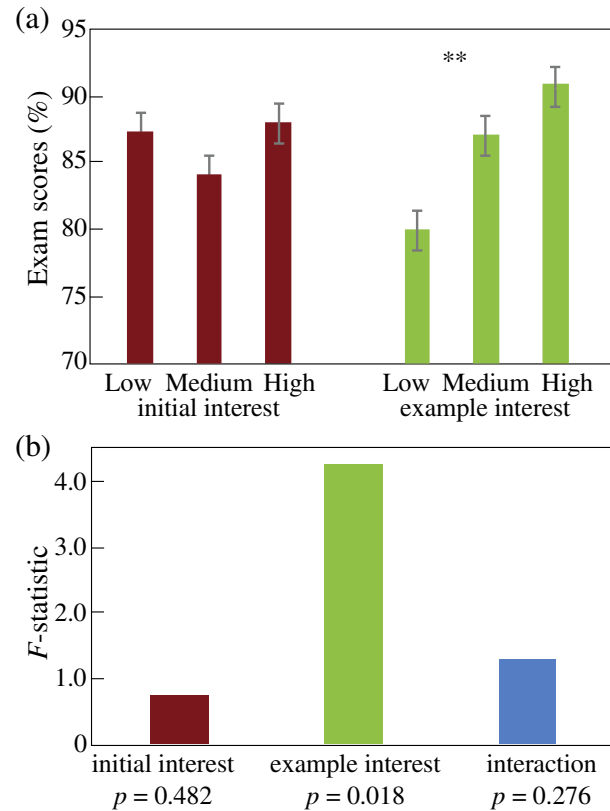 (a)
95
90
85
80
75
70
Exam scores (%)
**
Low Medium High
initial interest
Low Medium High
example interest
(b)
4.0
3.0
2.0
1.0
0
F-statistic
initial interest
p = 0.482
example interest
p = 0.018
interaction
p = 0.276